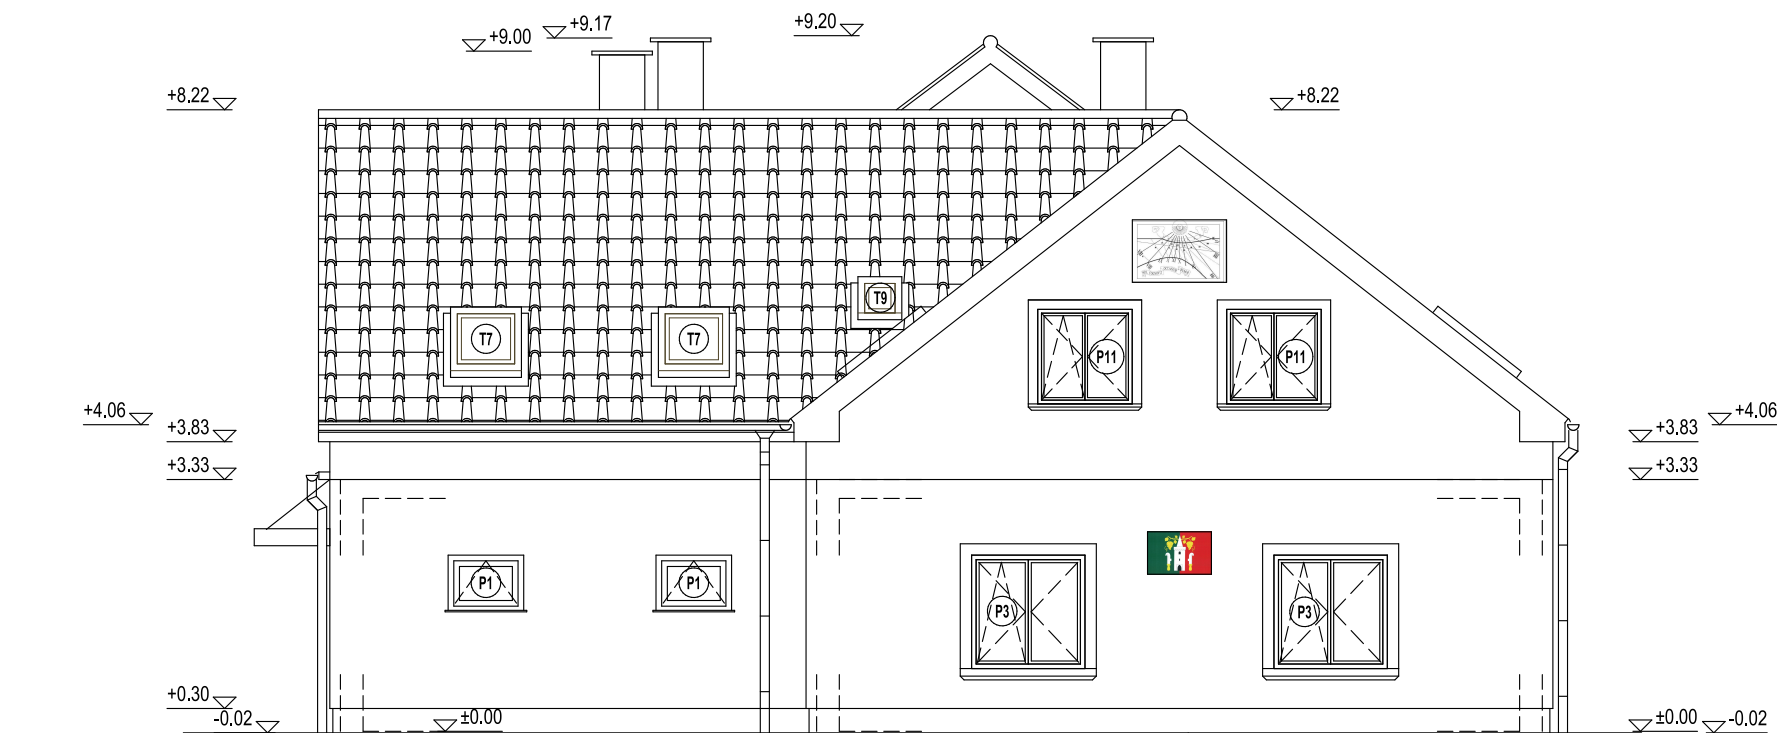 +9.00
+9.17
+9.20
+8.22
+8.22
T9
T7
T7
P11
P11
+4.06
+3.83
+3.33
+4.06
+3.83
+3.33
P1
P1
P3
P3
+0.30
-0.02
±0.00
±0.00
-0.02